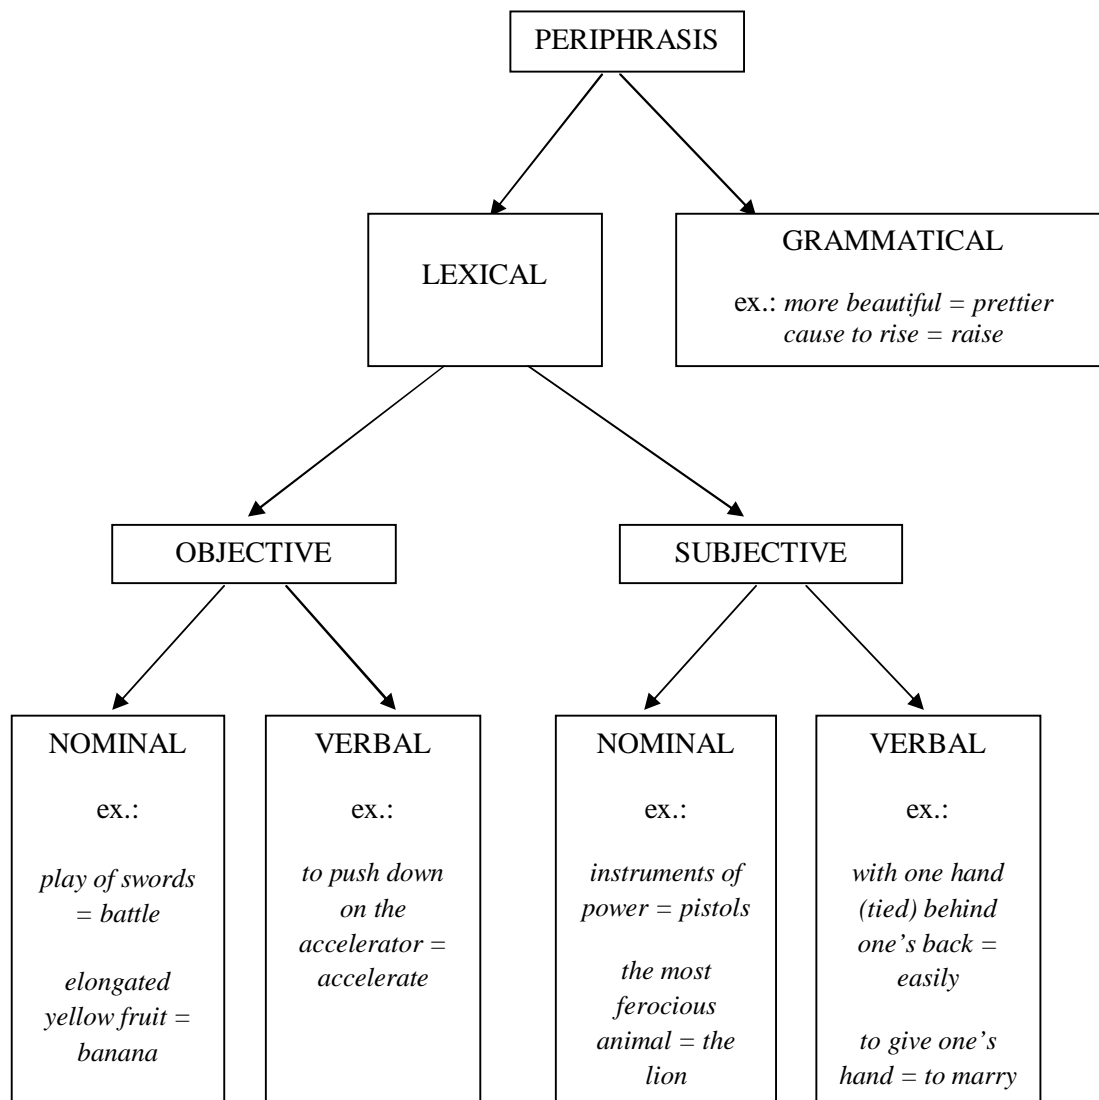 PERIPHRASIS
LEXICAL
GRAMMATICAL
ex.: more beautiful = prettier
cause to rise = raise
OBJECTIVE
SUBJECTIVE
NOMINAL
ex.:
play of swords
= battle
elongated
yellow fruit =
banana
VERBAL
ex.:
to push down
on the
accelerator =
accelerate
NOMINAL
ex.:
instruments of
power = pistols
the most
ferocious
animal = the
lion
VERBAL
ex.:
with one hand
(tied) behind
one’s back =
easily
to give one’s
hand = to marry